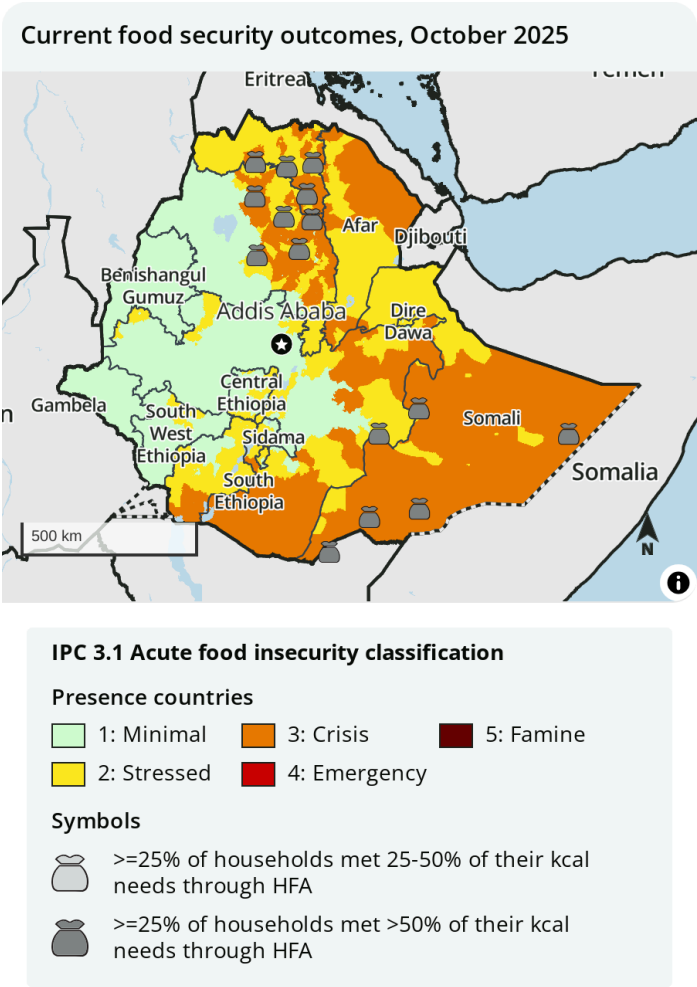 Current food security outcomes, October 2025
Eritrea
Yemen
Afar
Djibouti
Benishangul
Gumuz
Addis Ababa
Dire
Dawa
Central
Ethiopia
Gambela
South
West
Ethiopia
Sidama
Somali
South
Ethiopia
Somalia
n
500 km
N
IPC 3.1 Acute food insecurity classification
Presence countries
1: Minimal
3: Crisis
5: Famine
2: Stressed
4: Emergency
Symbols
>=25% of households met 25-50% of their kcal
needs through HFA
>=25% of households met >50% of their kcal
needs through HFA